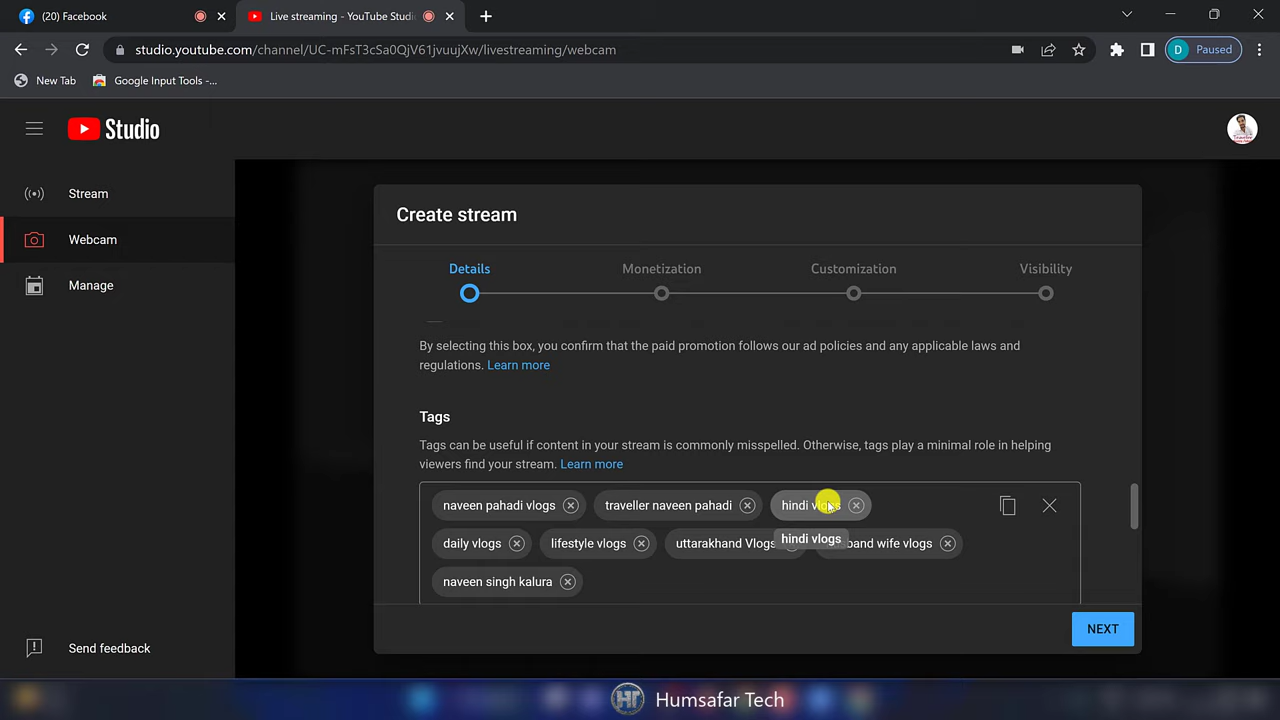 (20) Facebook
Live streaming - YouTube Studio
studio.youtube.com/channel/UC-mFsT3cSa0QjV61jvuujXw/livestreaming/webcam
D Paused
New Tab
Google Input Tools -...
Studio
Stream
Webcam
Manage
Send feedback
Create stream
Details
Monetization
Customization
Visibility
By selecting this box, you confirm that the paid promotion follows our ad policies and any applicable laws and
regulations. Learn more
Tags
Tags can be useful if content in your stream is commonly misspelled. Otherwise, tags play a minimal role in helping
viewers find your stream. Learn more
naveen pahadi vlogs
traveller naveen pahadi
hindi vlogs
hindi vlogs
daily vlogs
lifestyle vlogs
uttarakhand Vlogs
band wife vlogs
naveen singh kalura
NEXT
HT Humsafar Tech